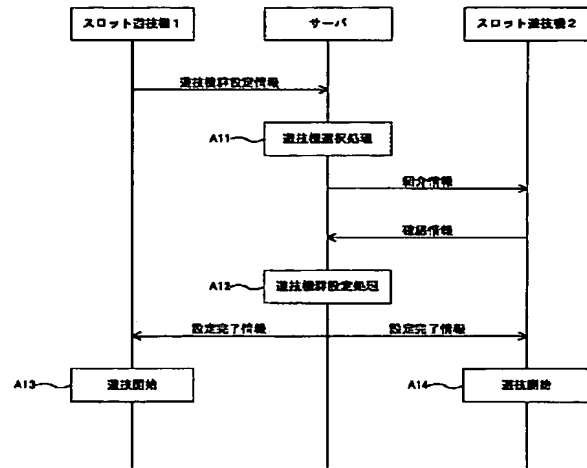 スロット遊技機1
サーバ
スロット遊技機2
遊技機群設定情報
A11
遊技機選択処理
紹介情報
確認情報
A12
遊技機群設定処理
設定完了情報
設定完了情報
A13
遊技開始
A14
遊技開始